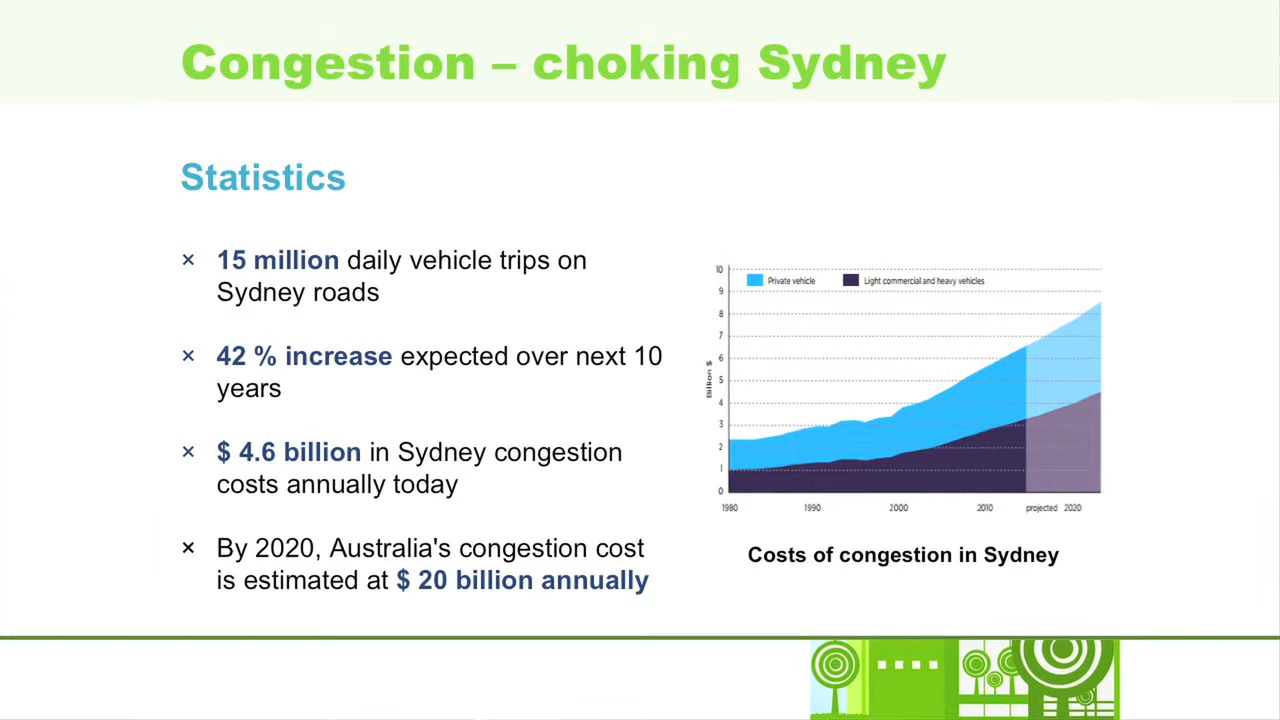 Congestion – choking Sydney
Statistics
× 15 million daily vehicle trips on
Sydney roads
× 42 % increase expected over next 10
years
× $ 4.6 billion in Sydney congestion
costs annually today
× By 2020, Australia's congestion cost
is estimated at $ 20 billion annually
Private vehicle Light commercial and heavy vehicles
Billion $
10
9
8
7
6
5
4
3
2
1
0
1980 1990 2000 2010 projected 2020
Costs of congestion in Sydney